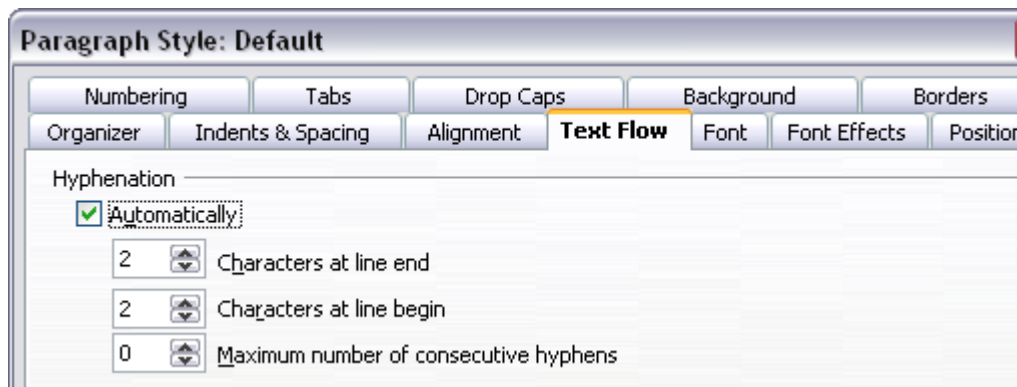 Paragraph Style: Default
Numbering Tabs Drop Caps Background Borders
Organizer Indents & Spacing Alignment Text Flow Font Font Effects Position
Hyphenation
Automatically
2 Characters at line end
2 Characters at line begin
0 Maximum number of consecutive hyphens